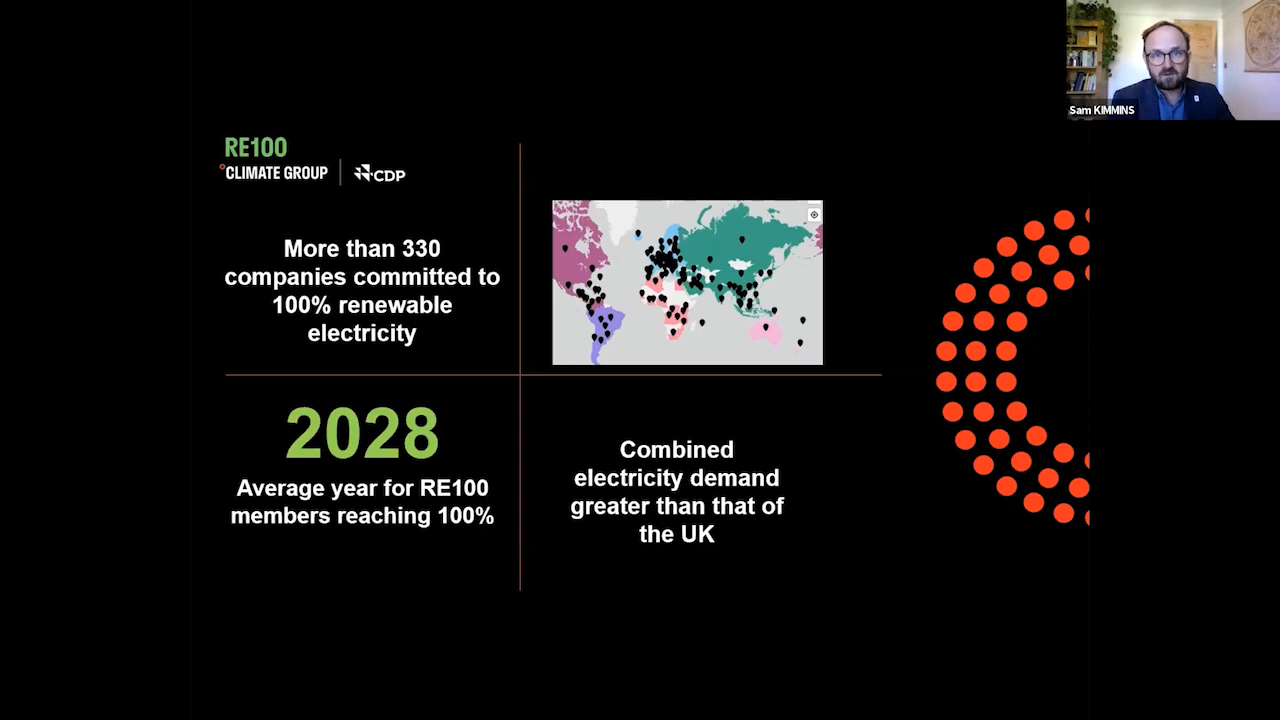 RE100
°CLIMATE GROUP
CDP
More than 330
companies committed to
100% renewable
electricity
2028
Average year for RE100
members reaching 100%
Combined
electricity demand
greater than that of
the UK
Sam KIMMINS